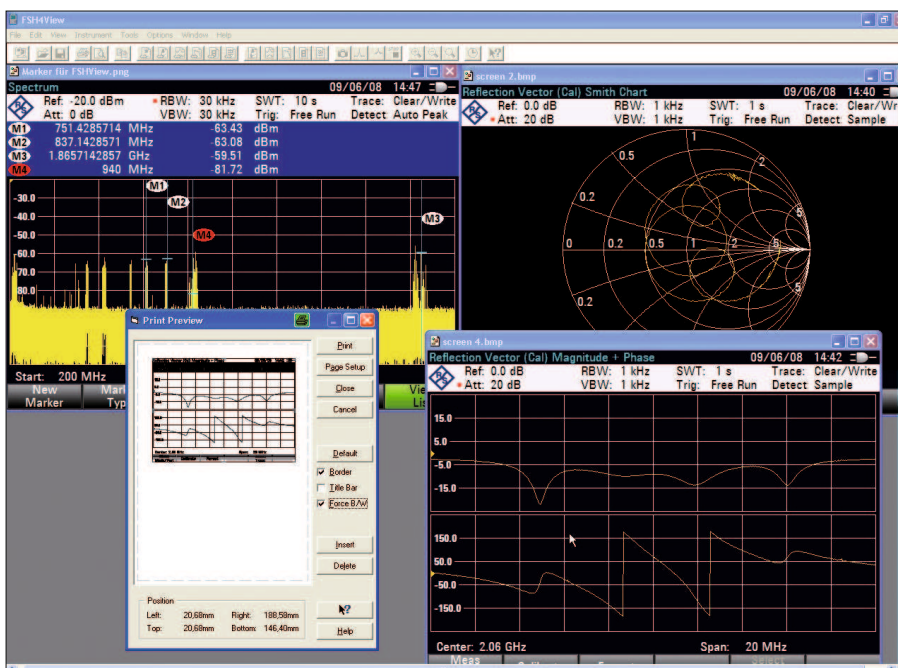 FSH4View
File Edit View Instrument Tools Options Window Help
Marker für FSHView.png
Spectrum 09/06/08 14:47
Ref: -20.0 dBm RBW: 30 kHz SWT: 10 s Trace: Clear/Write
Att: 0 dB VBW: 30 kHz Trig: Free Run Detect: Auto Peak
M1 751.4285714 MHz -63.43 dBm
M2 837.1428571 MHz -63.08 dBm
M3 1.8657142857 GHz -59.51 dBm
M4 940 MHz -81.72 dBm
M1
M2
M3
M4
-30.0
-40.0
-50.0
60.0
70.0
80.0
Start: 200 MHz
New Marker
screen 2.bmp
Reflection Vector (Cal) Smith Chart 09/06/08 14:40
Ref: 0.0 dB RBW: 1 kHz SWT: 1 s Trace: Clear/Wr
Att: 20 dB VBW: 1 kHz Trig: Free Run Detect: Sample
1
0.5 2
0.2 5
0 0.2 0.5 1 2 5
0.2 5
Print Preview
Print
Page Setup
Close
Cancel
Default
Border
Title Bar
Force B/W
Insert
Delete
Position
Left: 20,68mm Right: 188,58mm
Top: 20,68mm Bottom: 146,40mm
Help
screen 4.bmp
Reflection Vector (Cal) Magnitude + Phase 09/06/08 14:42
Ref: 0.0 dB RBW: 1 kHz SWT: 1 s Trace: Clear/Write
Att: 20 dB VBW: 1 kHz Trig: Free Run Detect: Sample
15.0
5.0
-5.0
-15.0
150.0
50.0
-50.0
-150.0
Center: 2.06 GHz Span: 20 MHz
Meas